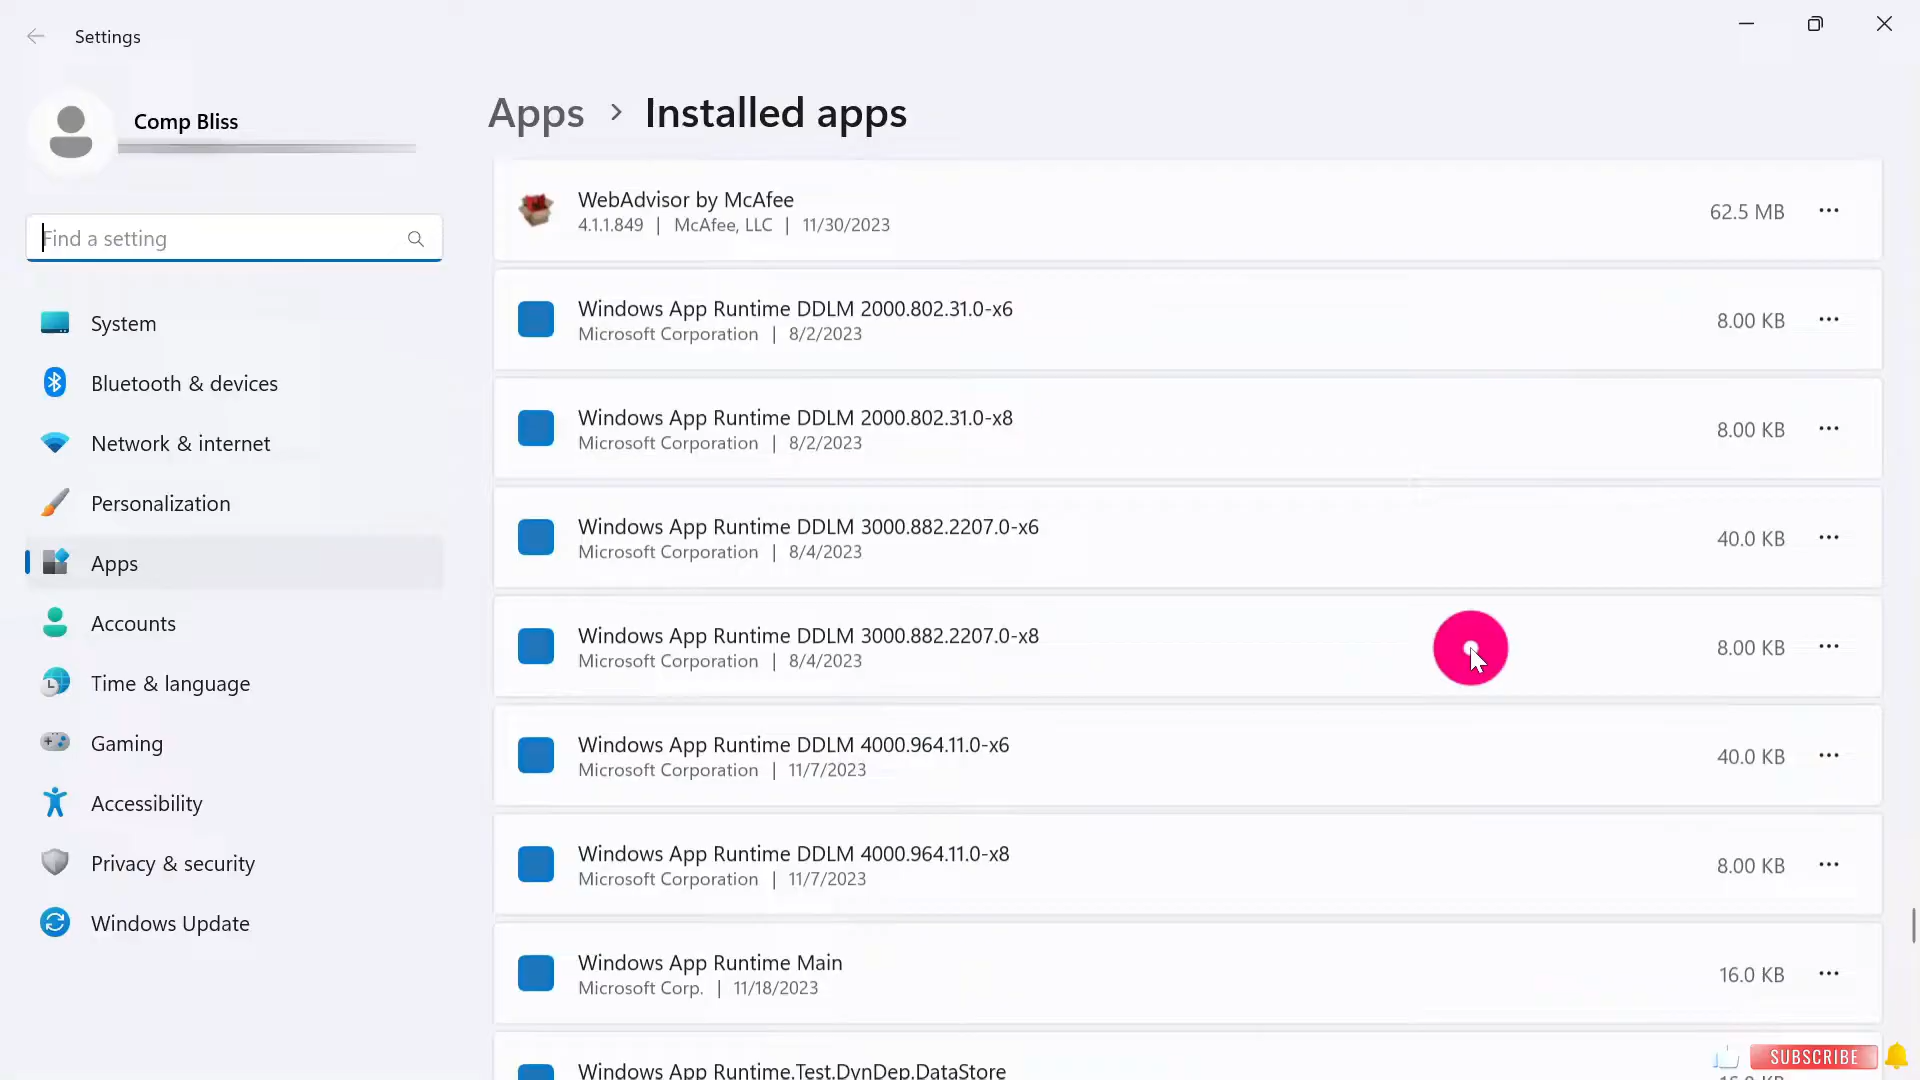 Settings
Comp Bliss
Find a setting
System
Bluetooth & devices
Network & internet
Personalization
Apps
Accounts
Time & language
Gaming
Accessibility
Privacy & security
Windows Update
Apps > Installed apps
WebAdvisor by McAfee
4.1.1.849 | McAfee, LLC | 11/30/2023
62.5 MB
Windows App Runtime DDLM 2000.802.31.0-x6
Microsoft Corporation | 8/2/2023
8.00 KB
Windows App Runtime DDLM 2000.802.31.0-x8
Microsoft Corporation | 8/2/2023
8.00 KB
Windows App Runtime DDLM 3000.882.2207.0-x6
Microsoft Corporation | 8/4/2023
40.0 KB
Windows App Runtime DDLM 3000.882.2207.0-x8
Microsoft Corporation | 8/4/2023
8.00 KB
Windows App Runtime DDLM 4000.964.11.0-x6
Microsoft Corporation | 11/7/2023
40.0 KB
Windows App Runtime DDLM 4000.964.11.0-x8
Microsoft Corporation | 11/7/2023
8.00 KB
Windows App Runtime Main
Microsoft Corp. | 11/18/2023
16.0 KB
Windows App Runtime.Test.DynDep.DataStore
SUBSCRIBE